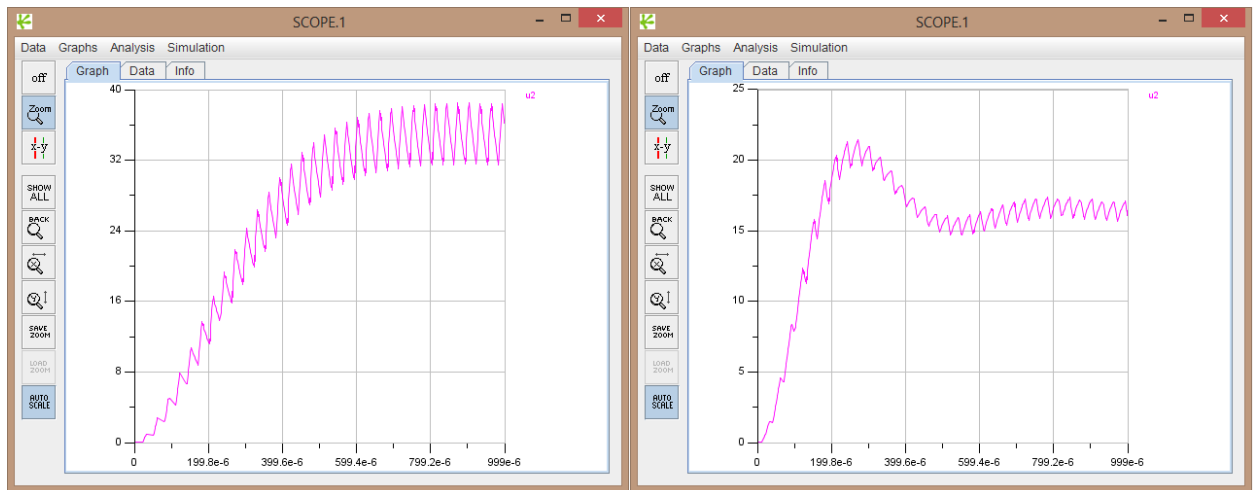 SCOPE.1
Data Graphs Analysis Simulation
Graph Data Info
off
Zoom
x-y
SHOW
ALL
BACK
X
Y
SAVE
ZOOM
LOAD
ZOOM
AUTO
SCALE
u2
40
32
24
16
8
0
0 199.8e-6 399.6e-6 599.4e-6 799.2e-6 999e-6
SCOPE.1
Data Graphs Analysis Simulation
Graph Data Info
off
Zoom
x-y
SHOW
ALL
BACK
X
Y
SAVE
ZOOM
LOAD
ZOOM
AUTO
SCALE
u2
25
20
15
10
5
0
0 199.8e-6 399.6e-6 599.4e-6 799.2e-6 999e-6